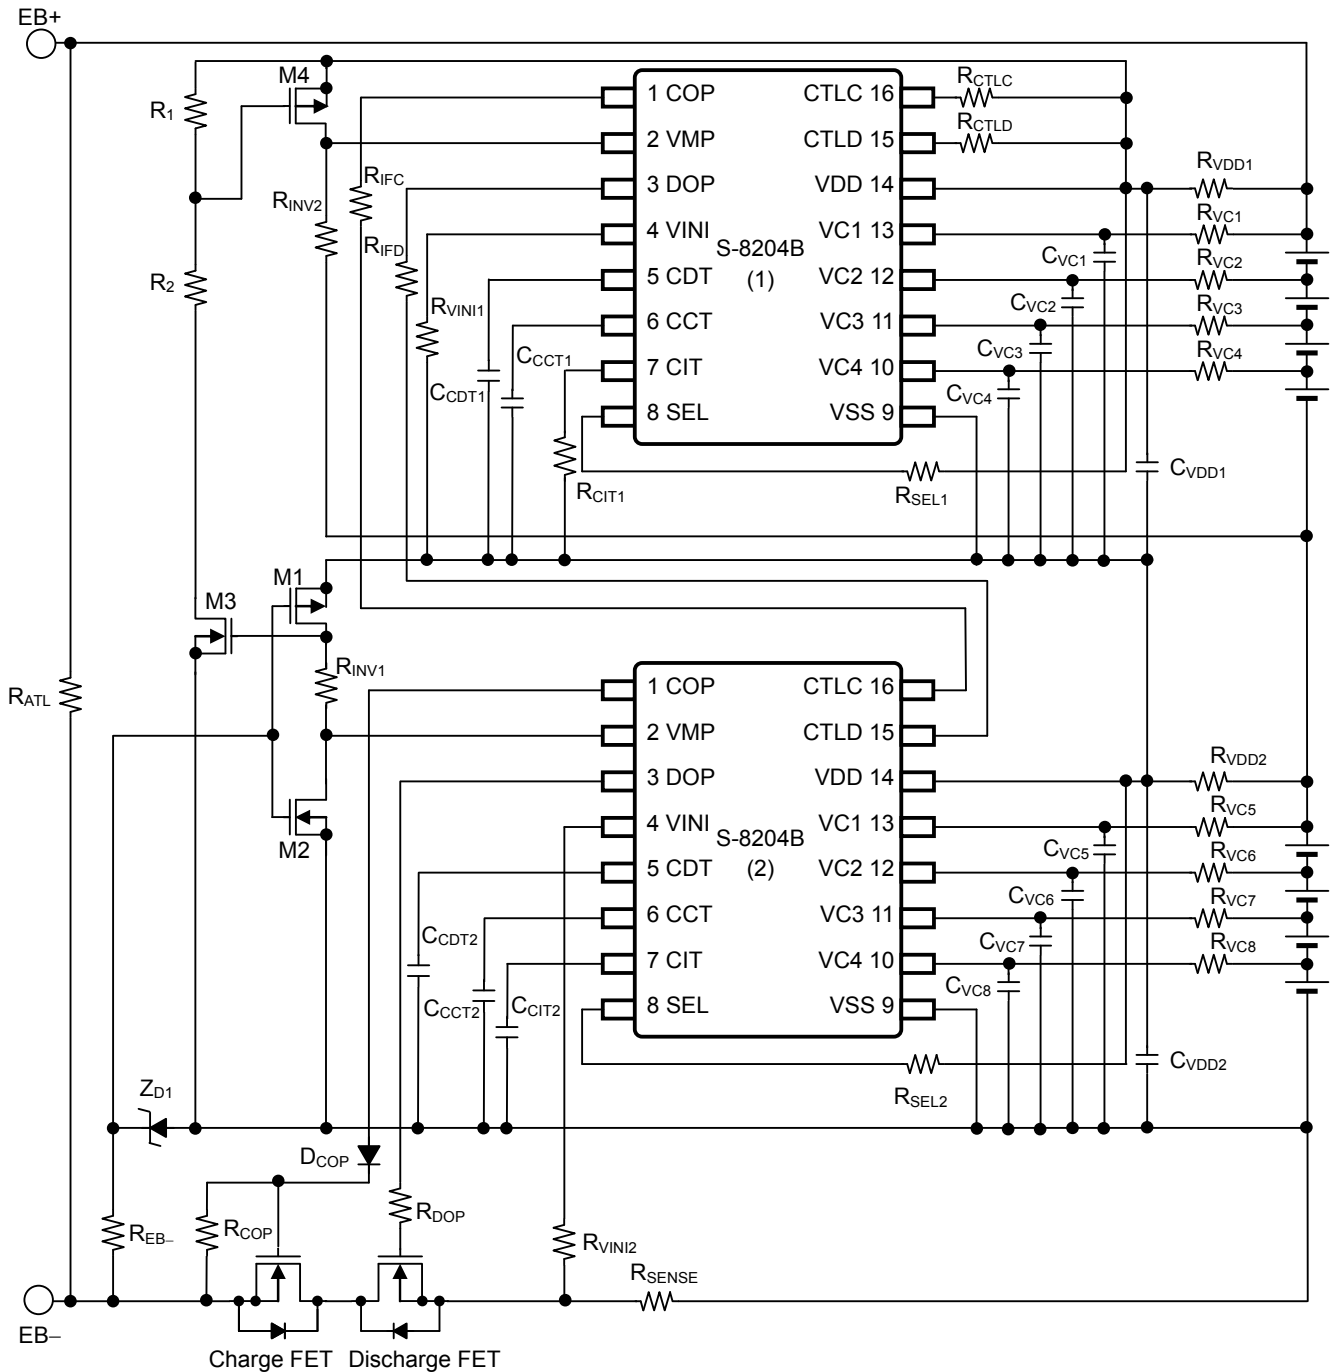 EB+
M4
R1
RINV2
RIFC
RIFD
R2
RVINI1
CCDT1
CCCT1
RCIT1
1 COP
2 VMP
3 DOP
4 VINI
5 CDT
6 CCT
7 CIT
8 SEL
S-8204B
(1)
CTLC 16
CTLD 15
VDD 14
VC1 13
VC2 12
VC3 11
VC4 10
VSS 9
RCTLC
RCTLD
RVDD1
RVC1
RVC2
RVC3
RVC4
CVC1
CVC2
CVC3
CVC4
RSEL1
CVDD1
M1
M3
RINV1
RATL
M2
1 COP
2 VMP
3 DOP
4 VINI
5 CDT
6 CCT
7 CIT
8 SEL
S-8204B
(2)
CTLC 16
CTLD 15
VDD 14
VC1 13
VC2 12
VC3 11
VC4 10
VSS 9
RVDD2
RVC5
RVC6
RVC7
RVC8
CVC5
CVC6
CVC7
CVC8
CCDT2
CCCT2
CCIT2
RSEL2
CVDD2
ZD1
DCOP
REB–
RCOP
RDOP
RVINI2
RSENSE
EB–
Charge FET
Discharge FET